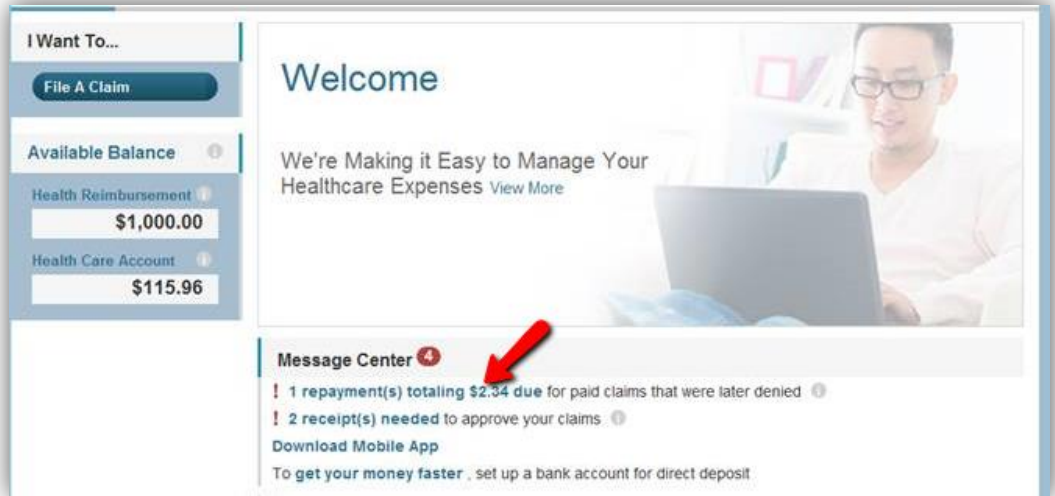 I Want To...
File A Claim
Available Balance
Health Reimbursement
$1,000.00
Health Care Account
$115.96
Welcome
We're Making it Easy to Manage Your
Healthcare Expenses View More
Message Center 4
! 1 repayment(s) totaling $2.34 due for paid claims that were later denied
! 2 receipt(s) needed to approve your claims
Download Mobile App
To get your money faster , set up a bank account for direct deposit